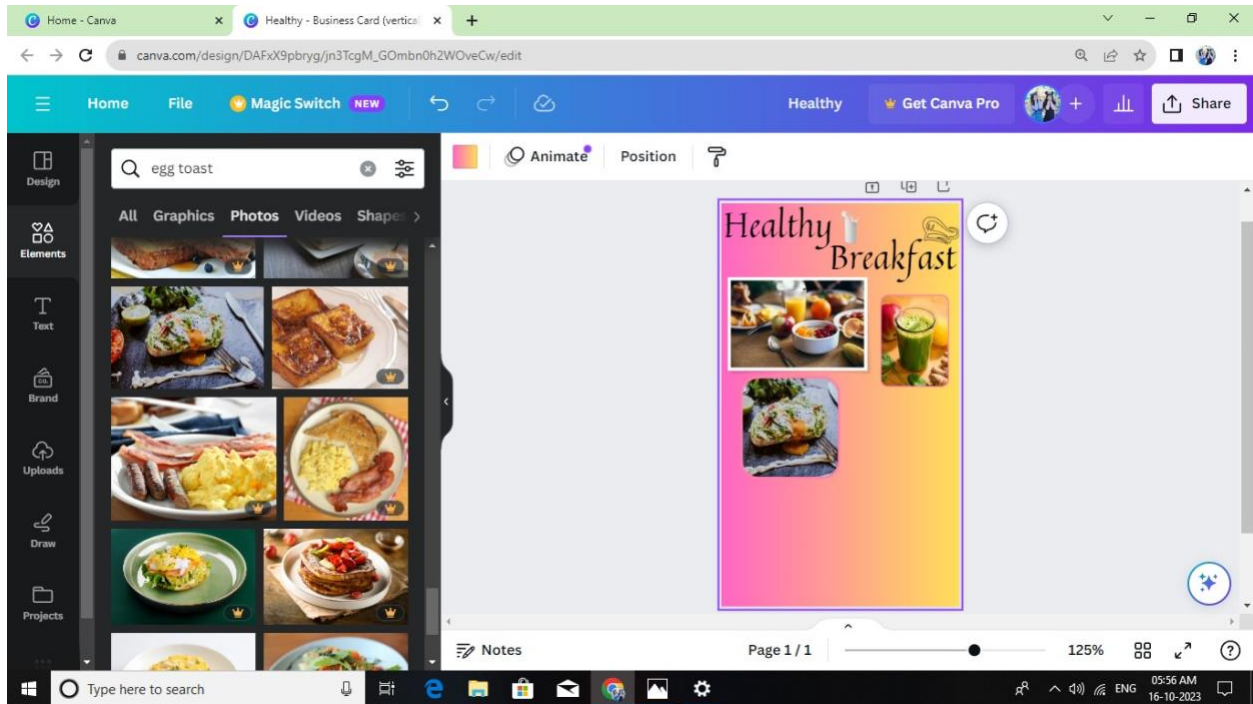 Home - Canva
Healthy - Business Card (vertical
canva.com/design/DAFxX9pbryg/jn3TcgM_GOmbn0h2WOveCw/edit
Home File Magic Switch NEW Healthy Get Canva Pro Share
Design
Elements
Text
Brand
Uploads
Draw
Projects
egg toast
All Graphics Photos Videos Shapes
Animate Position
Healthy
Breakfast
Notes Page 1 / 1 125%
Type here to search
ENG 05:56 AM
16-10-2023